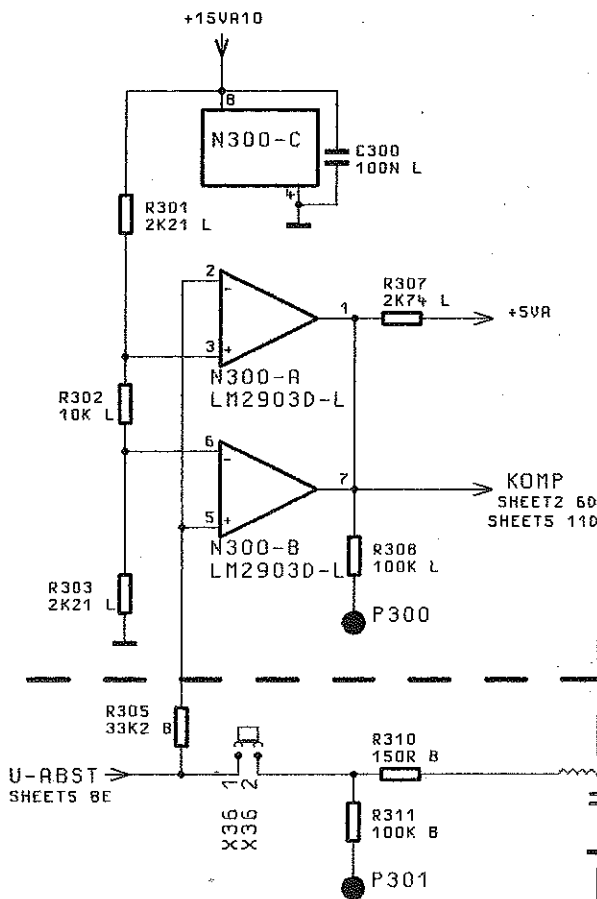 +15VA10
8
N300-C
C300
100N L
4
R301
2K21 L
2
-
1
R307
2K74 L
+5VA
3
+
N300-A
LM2903D-L
R302
10K L
6
-
7
KOMP
SHEET2 6D
SHEET5 11D
5
+
N300-B
LM2903D-L
R308
100K L
R303
2K21 L
P300
R305
33K2 B
R310
150R B
U-ABST
SHEET5 8E
1
2
X36
X36
R311
100K B
P301